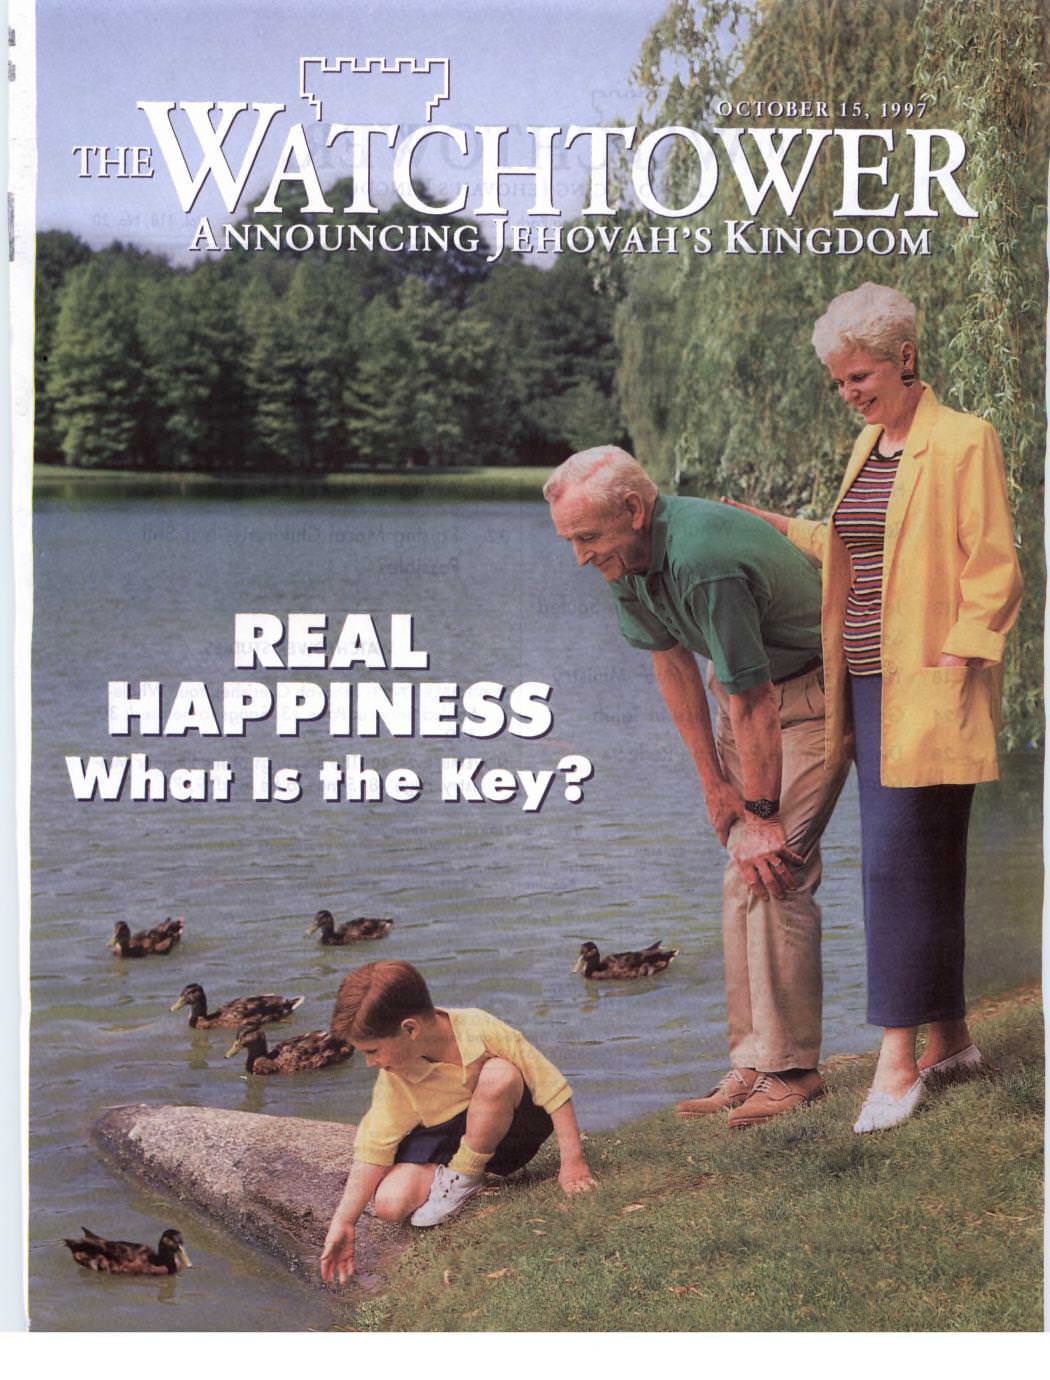 OCTOBER 15, 1997
THE WATCHTOWER
ANNOUNCING JEHOVAH'S KINGDOM
REAL
HAPPINESS
What Is the Key?